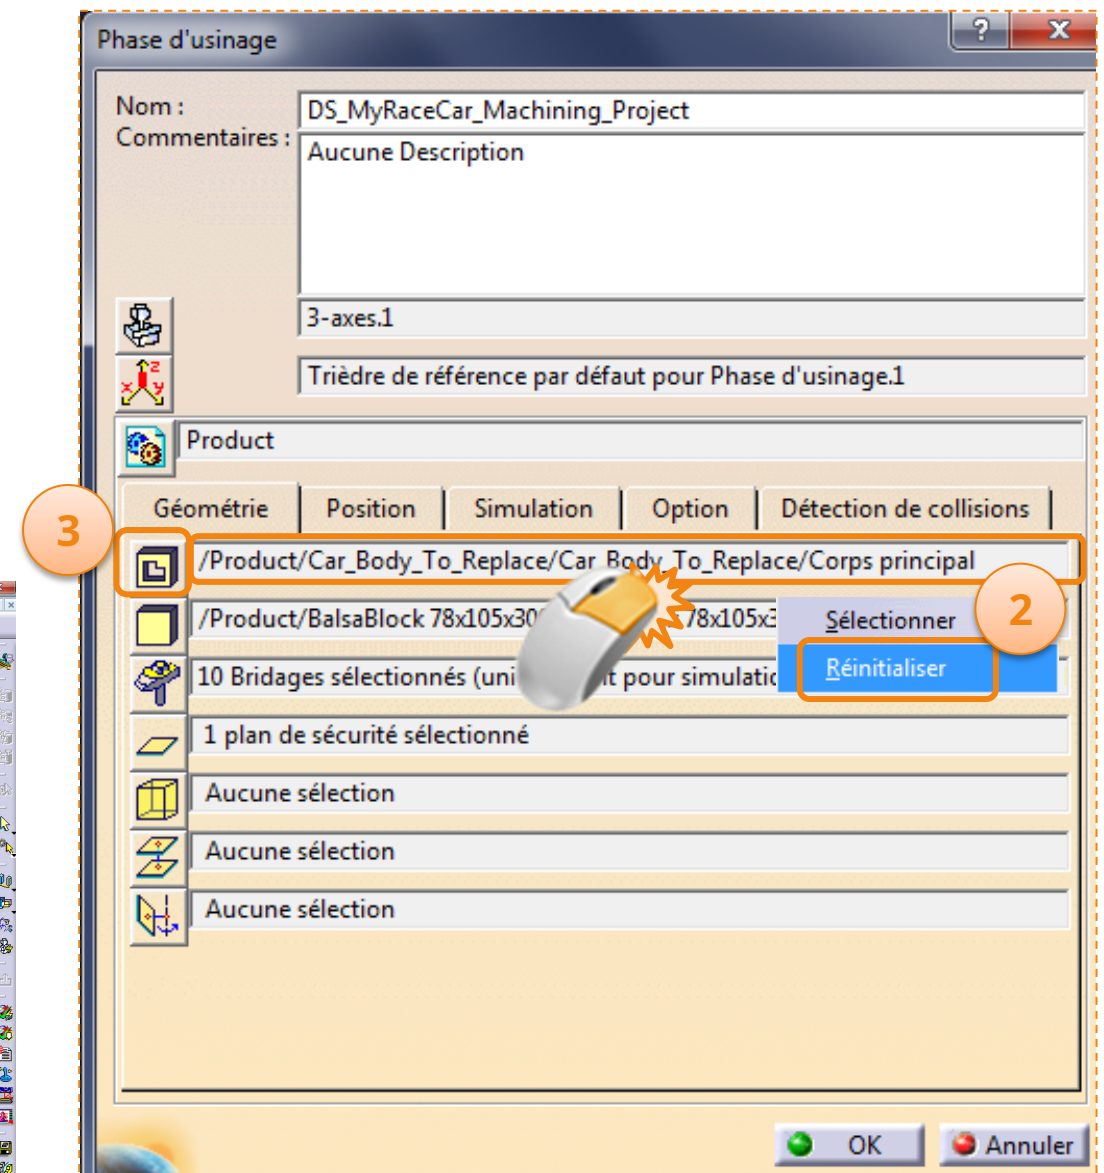 Phase d'usinage
?
x
Nom :
DS_MyRaceCar_Machining_Project
Commentaires :
Aucune Description
3-axes.1
z
x y
Trièdre de référence par défaut pour Phase d'usinage.1
Product
3
Géométrie Position Simulation Option Détection de collisions
/Product/Car_Body_To_Replace/Car_Body_To_Replace/Corps principal
2
/Product/BalsaBlock 78x105x30 78x105x3
Sélectionner
Réinitialiser
10 Bridages sélectionnés (uni t pour simulatio
1 plan de sécurité sélectionné
Aucune sélection
Aucune sélection
Aucune sélection
OK Annuler